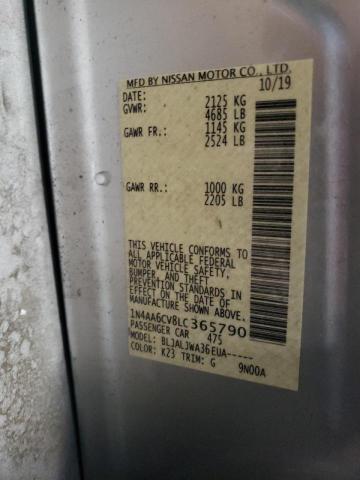 MFD BY NISSAN MOTOR CO., LTD.
DATE: 10/19
GVWR: 2125 KG
4685 LB
GAWR FR.: 1145 KG
2524 LB
GAWR RR.: 1000 KG
2205 LB
THIS VEHICLE CONFORMS TO
ALL APPLICABLE FEDERAL
MOTOR VEHICLE SAFETY,
BUMPER, AND THEFT
PREVENTION STANDARDS IN
EFFECT ON THE DATE OF
MANUFACTURE SHOWN ABOVE.
1N4AA6CV8LC365790
PASSENGER CAR 475
MODEL: BLJALJWA36EUA-----
COLOR: K23 TRIM: G 9N00A